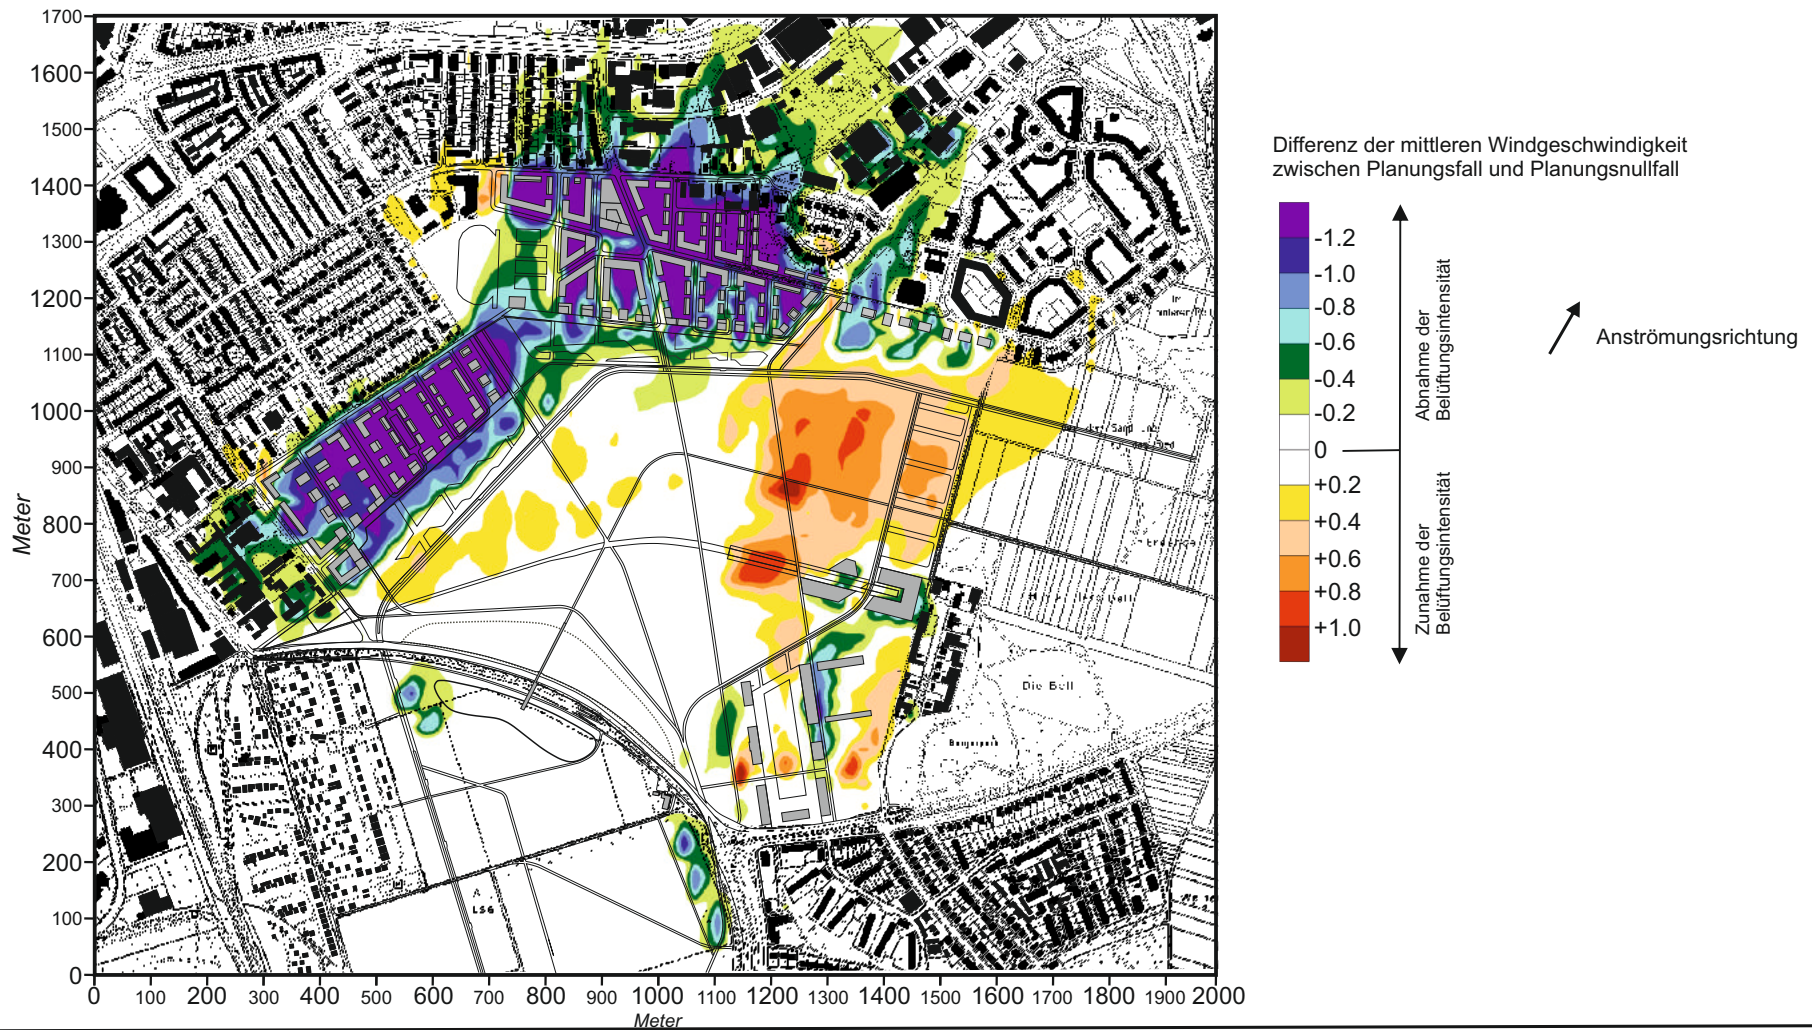 1700
1600
1500
1400
1300
1200
1100
1000
900
800
700
600
500
400
300
200
100
0
Meter
0 100 200 300 400 500 600 700 800 900 1000 1100 1200 1300 1400 1500 1600 1700 1800 1900 2000
Meter
Die Boll
LSG
Differenz der mittleren Windgeschwindigkeit
zwischen Planungsfall und Planungsnullfall
-1.2
-1.0
-0.8
-0.6
-0.4
-0.2
0
+0.2
+0.4
+0.6
+0.8
+1.0
Abnahme der
Belüftungsintensität
Zunahme der
Belüftungsintensität
Anströmungsrichtung